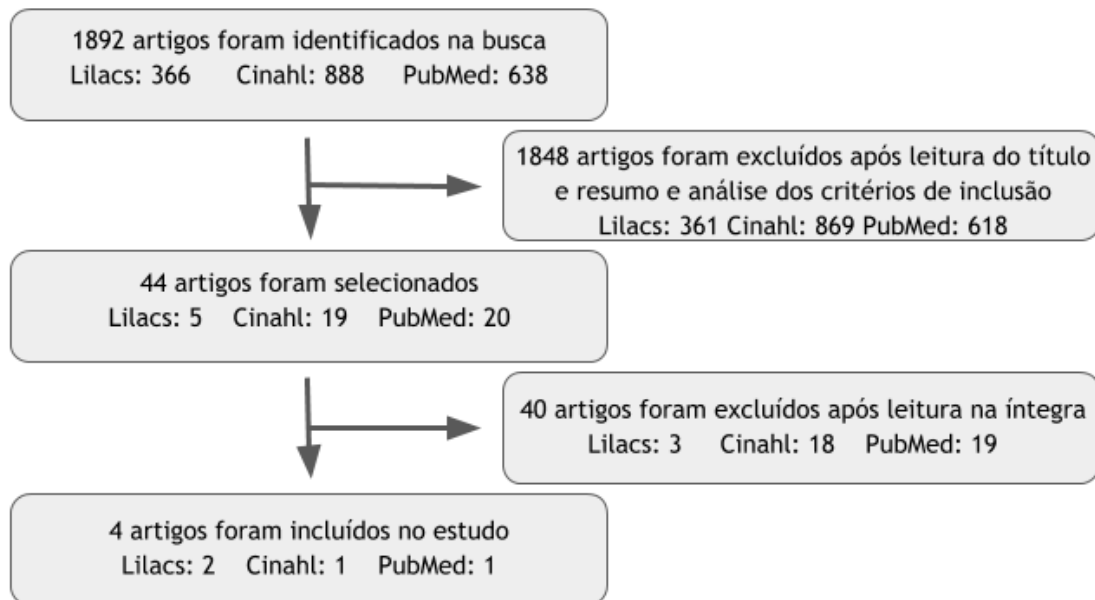 1892 artigos foram identificados na busca
Lilacs: 366 Cinahl: 888 PubMed: 638
1848 artigos foram excluídos após leitura do título
e resumo e análise dos critérios de inclusão
Lilacs: 361 Cinahl: 869 PubMed: 618
44 artigos foram selecionados
Lilacs: 5 Cinahl: 19 PubMed: 20
40 artigos foram excluídos após leitura na íntegra
Lilacs: 3 Cinahl: 18 PubMed: 19
4 artigos foram incluídos no estudo
Lilacs: 2 Cinahl: 1 PubMed: 1